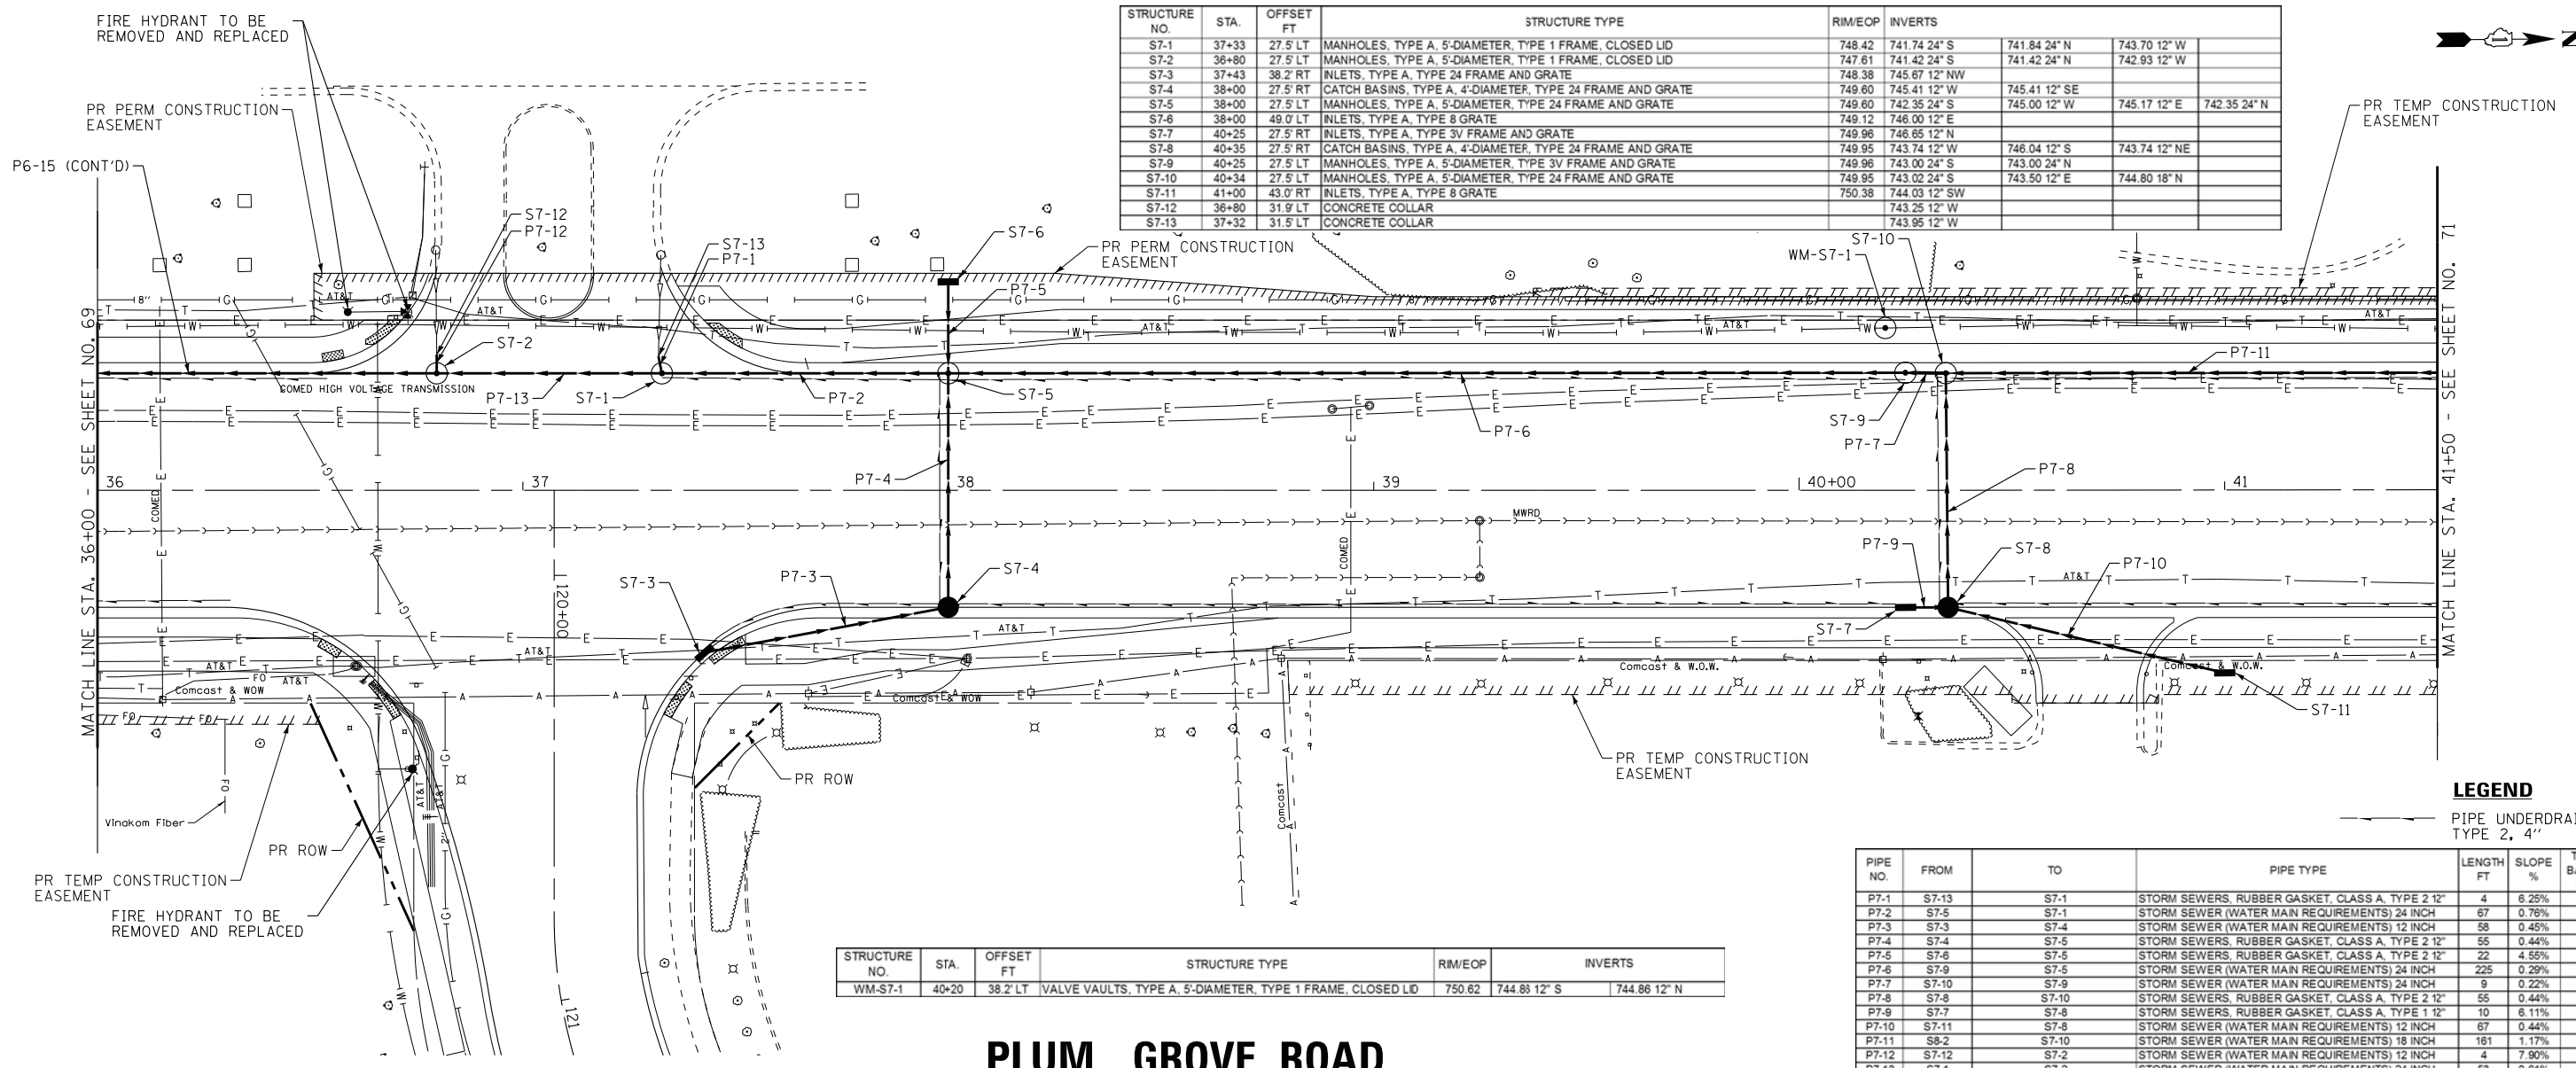 FIRE HYDRANT TO BE
REMOVED AND REPLACED
PR PERM CONSTRUCTION
EASEMENT
P6-15 (CONT'D)
STRUCTURE NO. STA. OFFSET FT STRUCTURE TYPE RIM/EOP INVERTS
S7-1 37+33 27.5' LT MANHOLES, TYPE A, 5'-DIAMETER, TYPE 1 FRAME, CLOSED LID 748.42 741.74 24" S 741.84 24" N 743.70 12" W
S7-2 36+80 27.5' LT MANHOLES, TYPE A, 5'-DIAMETER, TYPE 1 FRAME, CLOSED LID 747.61 741.42 24" S 741.42 24" N 742.93 12" W
S7-3 37+43 38.2' RT INLETS, TYPE A, TYPE 24 FRAME AND GRATE 748.38 745.67 12" NW
S7-4 38+00 27.5' RT CATCH BASINS, TYPE A, 4'-DIAMETER, TYPE 24 FRAME AND GRATE 749.60 745.41 12" W 745.41 12" SE
S7-5 38+00 27.5' LT MANHOLES, TYPE A, 5'-DIAMETER, TYPE 24 FRAME AND GRATE 749.60 742.35 24" S 745.00 12" W 745.17 12" E 742.35 24" N
S7-6 38+00 49.0' LT INLETS, TYPE A, TYPE 8 GRATE 749.12 746.00 12" E
S7-7 40+25 27.5' RT INLETS, TYPE A, TYPE 3V FRAME AND GRATE 749.96 746.65 12" N
S7-8 40+35 27.5' RT CATCH BASINS, TYPE A, 4'-DIAMETER, TYPE 24 FRAME AND GRATE 749.95 743.74 12" W 746.04 12" S 743.74 12" NE
S7-9 40+25 27.5' LT MANHOLES, TYPE A, 5'-DIAMETER, TYPE 3V FRAME AND GRATE 749.96 743.00 24" S 743.00 24" N
S7-10 40+34 27.5' LT MANHOLES, TYPE A, 5'-DIAMETER, TYPE 24 FRAME AND GRATE 749.95 743.02 24" S 743.50 12" E 744.80 18" N
S7-11 41+00 43.0' RT INLETS, TYPE A, TYPE 8 GRATE 750.38 744.03 12" SW
S7-12 36+80 31.9' LT CONCRETE COLLAR 743.25 12" W
S7-13 37+32 31.5' LT CONCRETE COLLAR 743.95 12" W
PR TEMP CONSTRUCTION
EASEMENT
S7-12
P7-12
S7-13
P7-1
S7-6
PR PERM CONSTRUCTION
EASEMENT
S7-10
WM-S7-1
P7-5
8"
AT&T
AT&T
AT&T
AT&T
AT&T
S7-2
P7-11
COMED HIGH VOLTAGE TRANSMISSION
P7-13
S7-1
P7-2
S7-5
P7-6
S7-9
P7-7
P7-4
P7-8
36
37
38
39
40+00
41
COMED
COMED
MWRD
MATCH LINE STA. 36+00 - SEE SHEET NO. 69
MATCH LINE STA. 41+50 - SEE SHEET NO. 71
120+00
S7-3
P7-3
S7-4
P7-9
S7-8
P7-10
AT&T
S7-7
AT&T
AT&T
AT&T
AT&T
FO
Comcast & WOW
Comcast & WOW
Comcast & W.O.W.
Comcast & W.O.W.
S7-11
FO
FO
FO
PR ROW
PR TEMP CONSTRUCTION
EASEMENT
Comcast
AT&T
AT&T
2"
Vinakom Fiber
PR ROW
PR TEMP CONSTRUCTION
EASEMENT
FIRE HYDRANT TO BE
REMOVED AND REPLACED
121
LEGEND
PIPE UNDERDRAI
TYPE 2, 4"
STRUCTURE NO. STA. OFFSET FT STRUCTURE TYPE RIM/EOP INVERTS
WM-S7-1 40+20 38.2' LT VALVE VAULTS, TYPE A, 5'-DIAMETER, TYPE 1 FRAME, CLOSED LID 750.62 744.86 12" S 744.86 12" N
PIPE NO. FROM TO PIPE TYPE LENGTH FT SLOPE %
P7-1 S7-13 S7-1 STORM SEWERS, RUBBER GASKET, CLASS A, TYPE 2 12" 4 6.25%
P7-2 S7-5 S7-1 STORM SEWER (WATER MAIN REQUIREMENTS) 24 INCH 67 0.76%
P7-3 S7-3 S7-4 STORM SEWER (WATER MAIN REQUIREMENTS) 12 INCH 58 0.45%
P7-4 S7-4 S7-5 STORM SEWERS, RUBBER GASKET, CLASS A, TYPE 2 12" 55 0.44%
P7-5 S7-6 S7-5 STORM SEWERS, RUBBER GASKET, CLASS A, TYPE 2 12" 22 4.55%
P7-6 S7-9 S7-5 STORM SEWER (WATER MAIN REQUIREMENTS) 24 INCH 225 0.29%
P7-7 S7-10 S7-9 STORM SEWER (WATER MAIN REQUIREMENTS) 24 INCH 9 0.22%
P7-8 S7-8 S7-10 STORM SEWERS, RUBBER GASKET, CLASS A, TYPE 2 12" 55 0.44%
P7-9 S7-7 S7-8 STORM SEWERS, RUBBER GASKET, CLASS A, TYPE 1 12" 10 6.11%
P7-10 S7-11 S7-8 STORM SEWER (WATER MAIN REQUIREMENTS) 12 INCH 67 0.44%
P7-11 S8-2 S7-10 STORM SEWER (WATER MAIN REQUIREMENTS) 18 INCH 161 1.17%
P7-12 S7-12 S7-2 STORM SEWER (WATER MAIN REQUIREMENTS) 12 INCH 4 7.90%
PLUM GROVE ROAD